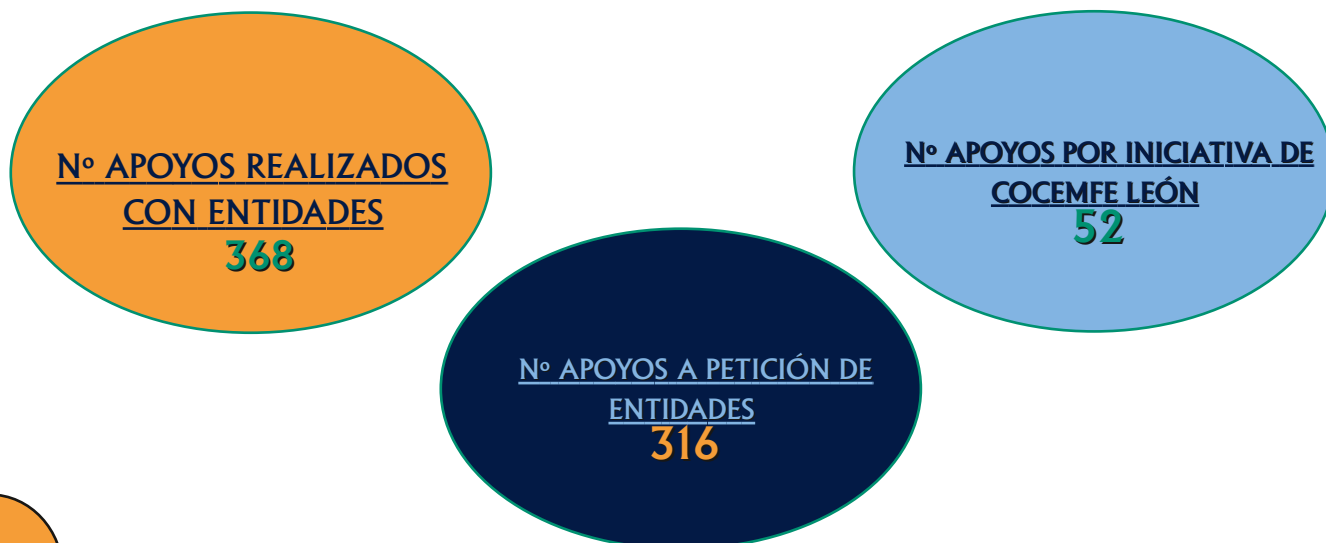 Nº APOYOS REALIZADOS
CON ENTIDADES
368
Nº APOYOS POR INICIATIVA DE
COCEMFE LEÓN
52
Nº APOYOS A PETICIÓN DE
ENTIDADES
316